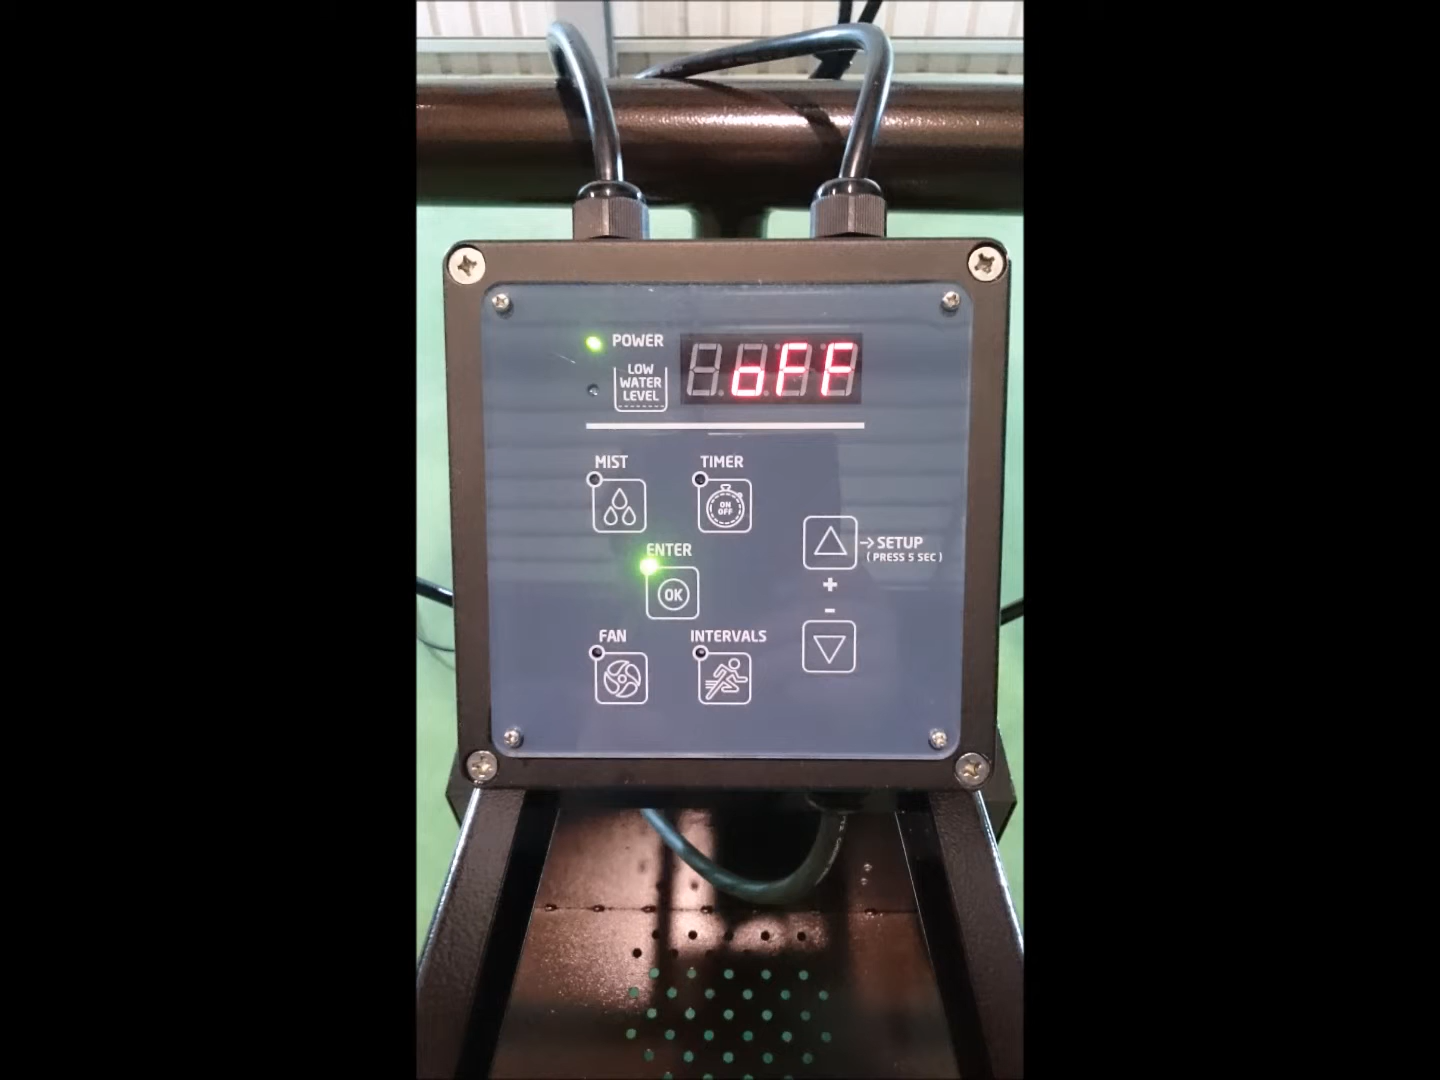 POWER
oFF
LOW
WATER
LEVEL
MIST
TIMER
ON
OFF
ENTER
OK
→SETUP
( PRESS 5 SEC )
+
-
FAN
INTERVALS